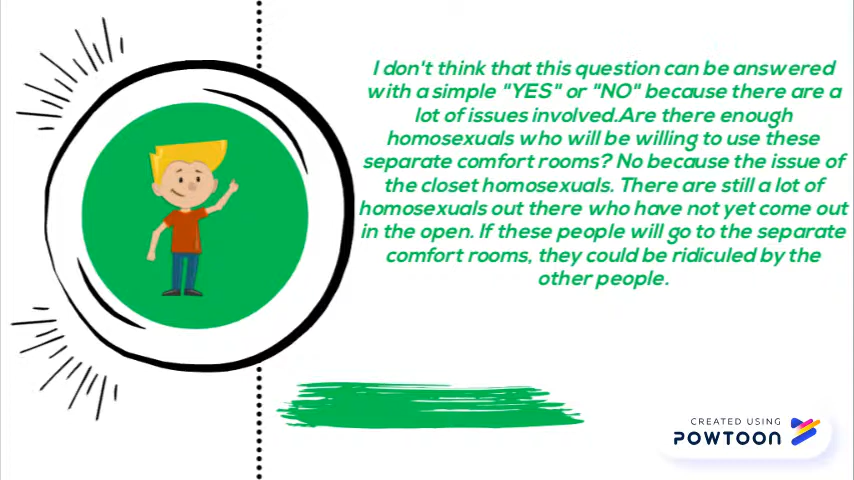 I don't think that this question can be answered
with a simple "YES" or "NO" because there are a
lot of issues involved.Are there enough
homosexuals who will be willing to use these
separate comfort rooms? No because the issue of
the closet homosexuals. There are still a lot of
homosexuals out there who have not yet come out
in the open. If these people will go to the separate
comfort rooms, they could be ridiculed by the
other people.
CREATED USING
POWTOON